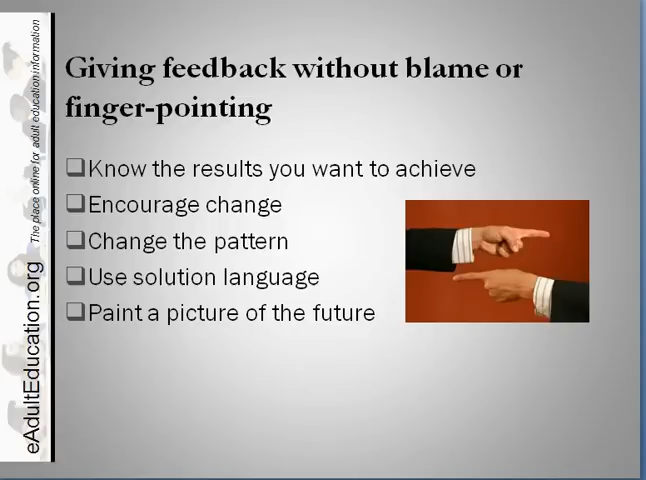 Giving feedback without blame or
finger-pointing
Know the results you want to achieve
Encourage change
Change the pattern
Use solution language
Paint a picture of the future
eAdultEducation.org The place online for adult education information